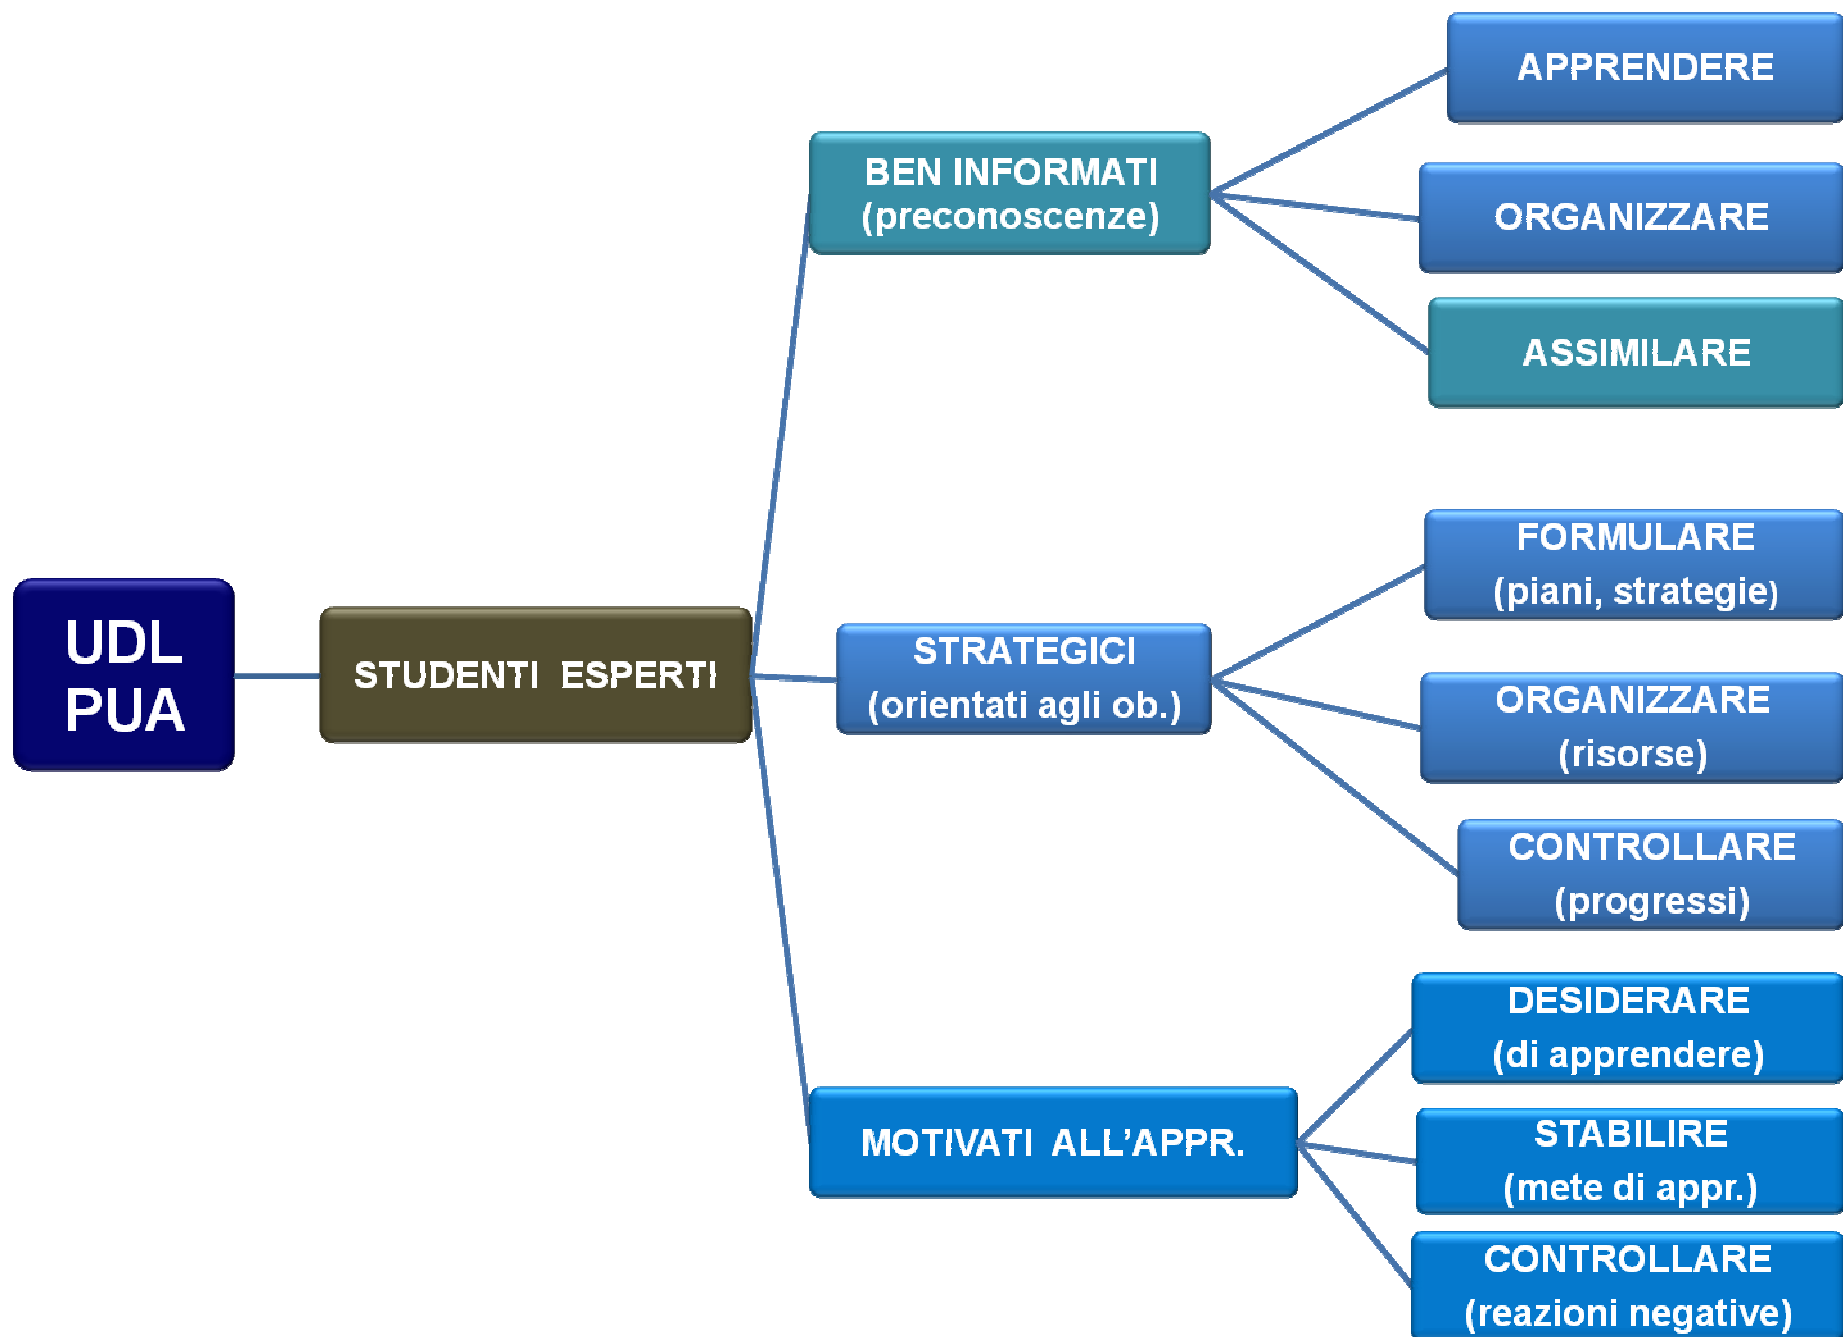 UDL
PUA
STUDENTI ESPERTI
BEN INFORMATI
(preconoscenze)
APPRENDERE
ORGANIZZARE
ASSIMILARE
STRATEGICI
(orientati agli ob.)
FORMULARE
(piani, strategie)
ORGANIZZARE
(risorse)
CONTROLLARE
(progressi)
MOTIVATI ALL’APPR.
DESIDERARE
(di apprendere)
STABILIRE
(mete di appr.)
CONTROLLARE
(reazioni negative)